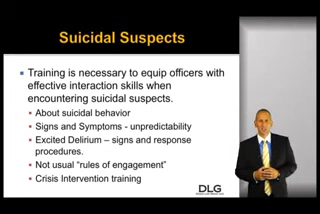 Suicidal Suspects
Training is necessary to equip officers with
effective interaction skills when
encountering suicidal suspects.
About suicidal behavior
Signs and Symptoms - unpredictability
Excited Delirium – signs and response
procedures.
Not usual “rules of engagement”
Crisis Intervention training
DLG